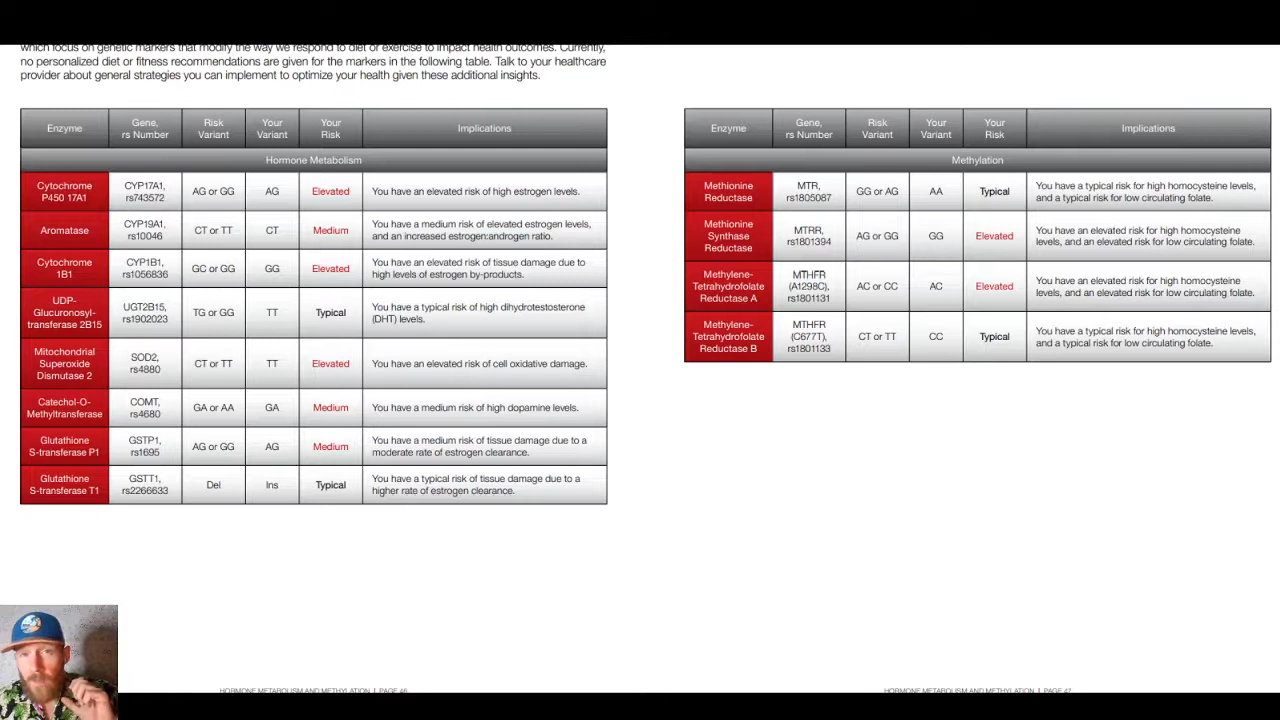 which focus on genetic markers that modify the way we respond to diet or exercise to impact health outcomes. Currently,
no personalized diet or fitness recommendations are given for the markers in the following table. Talk to your healthcare
provider about general strategies you can implement to optimize your health given these additional insights.
Enzyme
Gene,
rs Number
Risk
Variant
Your
Variant
Your
Risk
Implications
Hormone Metabolism
Cytochrome
P450 17A1
CYP17A1,
rs743572
AG or GG
AG
Elevated
You have an elevated risk of high estrogen levels.
Aromatase
CYP19A1,
rs10046
CT or TT
CT
Medium
You have a medium risk of elevated estrogen levels,
and an increased estrogen:androgen ratio.
Cytochrome
1B1
CYP1B1,
rs1056836
GC or GG
GG
Elevated
You have an elevated risk of tissue damage due to
high levels of estrogen by-products.
UDP-
Glucuronosyl-
transferase 2B15
UGT2B15,
rs1902023
TG or GG
TT
Typical
You have a typical risk of high dihydrotestosterone
(DHT) levels.
Mitochondrial
Superoxide
Dismutase 2
SOD2,
rs4880
CT or TT
TT
Elevated
You have an elevated risk of cell oxidative damage.
Catechol-O-
Methyltransferase
COMT,
rs4680
GA or AA
GA
Medium
You have a medium risk of high dopamine levels.
Glutathione
S-transferase P1
GSTP1,
rs1695
AG or GG
AG
Medium
You have a medium risk of tissue damage due to a
moderate rate of estrogen clearance.
Glutathione
S-transferase T1
GSTT1,
rs2266633
Del
Ins
Typical
You have a typical risk of tissue damage due to a
higher rate of estrogen clearance.
HORMONE METABOLISM AND METHYLATION | PAGE 46
Enzyme
Gene,
rs Number
Risk
Variant
Your
Variant
Your
Risk
Implications
Methylation
Methionine
Reductase
MTR,
rs1805087
GG or AG
AA
Typical
You have a typical risk for high homocysteine levels,
and a typical risk for low circulating folate.
Methionine
Synthase
Reductase
MTRR,
rs1801394
AG or GG
GG
Elevated
You have an elevated risk for high homocysteine
levels, and an elevated risk for low circulating folate.
Methylene-
Tetrahydrofolate
Reductase A
MTHFR
(A1298C),
rs1801131
AC or CC
AC
Elevated
You have an elevated risk for high homocysteine
levels, and an elevated risk for low circulating folate.
Methylene-
Tetrahydrofolate
Reductase B
MTHFR
(C677T),
rs1801133
CT or TT
CC
Typical
You have a typical risk for high homocysteine levels,
and a typical risk for low circulating folate.
HORMONE METABOLISM AND METHYLATION | PAGE 47